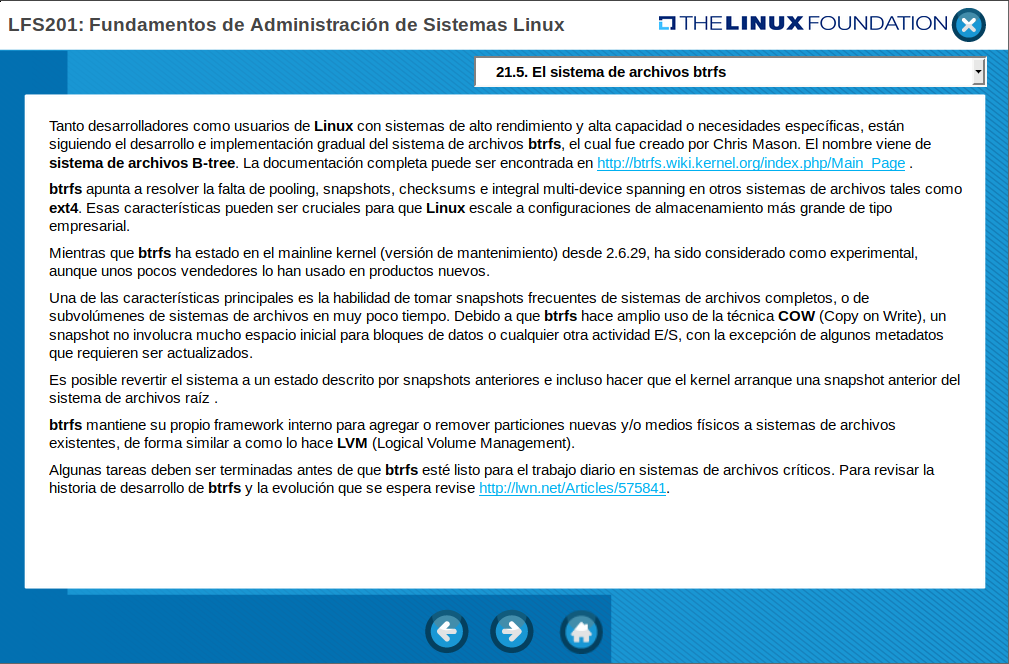 LFS201: Fundamentos de Administración de Sistemas Linux
THE LINUX FOUNDATION
21.5. El sistema de archivos btrfs
Tanto desarrolladores como usuarios de Linux con sistemas de alto rendimiento y alta capacidad o necesidades específicas, están
siguiendo el desarrollo e implementación gradual del sistema de archivos btrfs, el cual fue creado por Chris Mason. El nombre viene de
sistema de archivos B-tree. La documentación completa puede ser encontrada en http://btrfs.wiki.kernel.org/index.php/Main_Page .
btrfs apunta a resolver la falta de pooling, snapshots, checksums e integral multi-device spanning en otros sistemas de archivos tales como
ext4. Esas características pueden ser cruciales para que Linux escale a configuraciones de almacenamiento más grande de tipo
empresarial.
Mientras que btrfs ha estado en el mainline kernel (versión de mantenimiento) desde 2.6.29, ha sido considerado como experimental,
aunque unos pocos vendedores lo han usado en productos nuevos.
Una de las características principales es la habilidad de tomar snapshots frecuentes de sistemas de archivos completos, o de
subvolúmenes de sistemas de archivos en muy poco tiempo. Debido a que btrfs hace amplio uso de la técnica COW (Copy on Write), un
snapshot no involucra mucho espacio inicial para bloques de datos o cualquier otra actividad E/S, con la excepción de algunos metadatos
que requieren ser actualizados.
Es posible revertir el sistema a un estado descrito por snapshots anteriores e incluso hacer que el kernel arranque una snapshot anterior del
sistema de archivos raíz .
btrfs mantiene su propio framework interno para agregar o remover particiones nuevas y/o medios físicos a sistemas de archivos
existentes, de forma similar a como lo hace LVM (Logical Volume Management).
Algunas tareas deben ser terminadas antes de que btrfs esté listo para el trabajo diario en sistemas de archivos críticos. Para revisar la
historia de desarrollo de btrfs y la evolución que se espera revise http://lwn.net/Articles/575841.